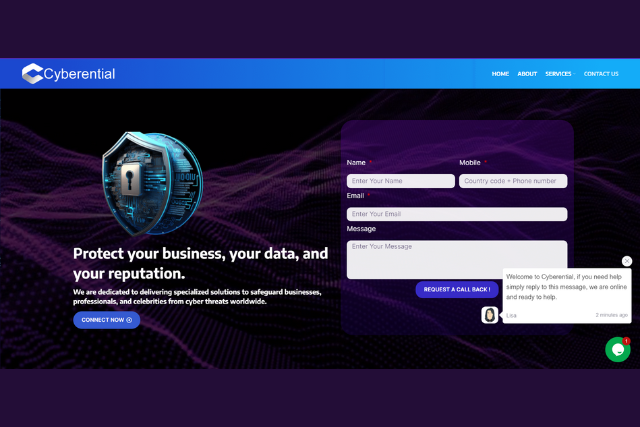 Cyberential
HOME ABOUT SERVICES CONTACT US
Name *
Mobile *
Enter Your Name
Country code + Phone number
Email *
Enter Your Email
Message
Enter Your Message
REQUEST A CALL BACK !
Protect your business, your data, and
your reputation.
We are dedicated to delivering specialized solutions to safeguard businesses,
professionals, and celebrities from cyber threats worldwide.
CONNECT NOW
Welcome to Cyberential, if you need help
simply reply to this message, we are online
and ready to help.
Lisa
2 minutes ago
1